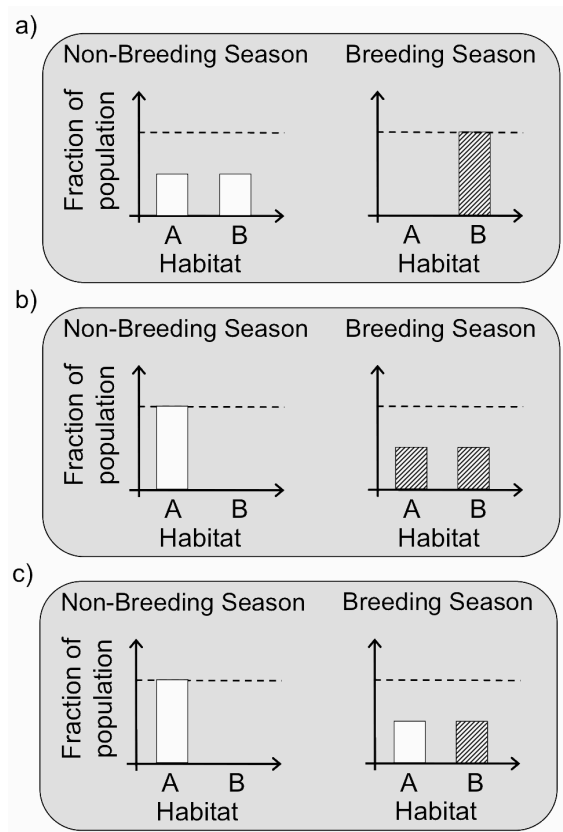 a)
Non-Breeding Season
Breeding Season
Fraction of
population
A B
A B
Habitat
Habitat
b)
Non-Breeding Season
Breeding Season
Fraction of
population
A B
A B
Habitat
Habitat
c)
Non-Breeding Season
Breeding Season
Fraction of
population
A B
A B
Habitat
Habitat